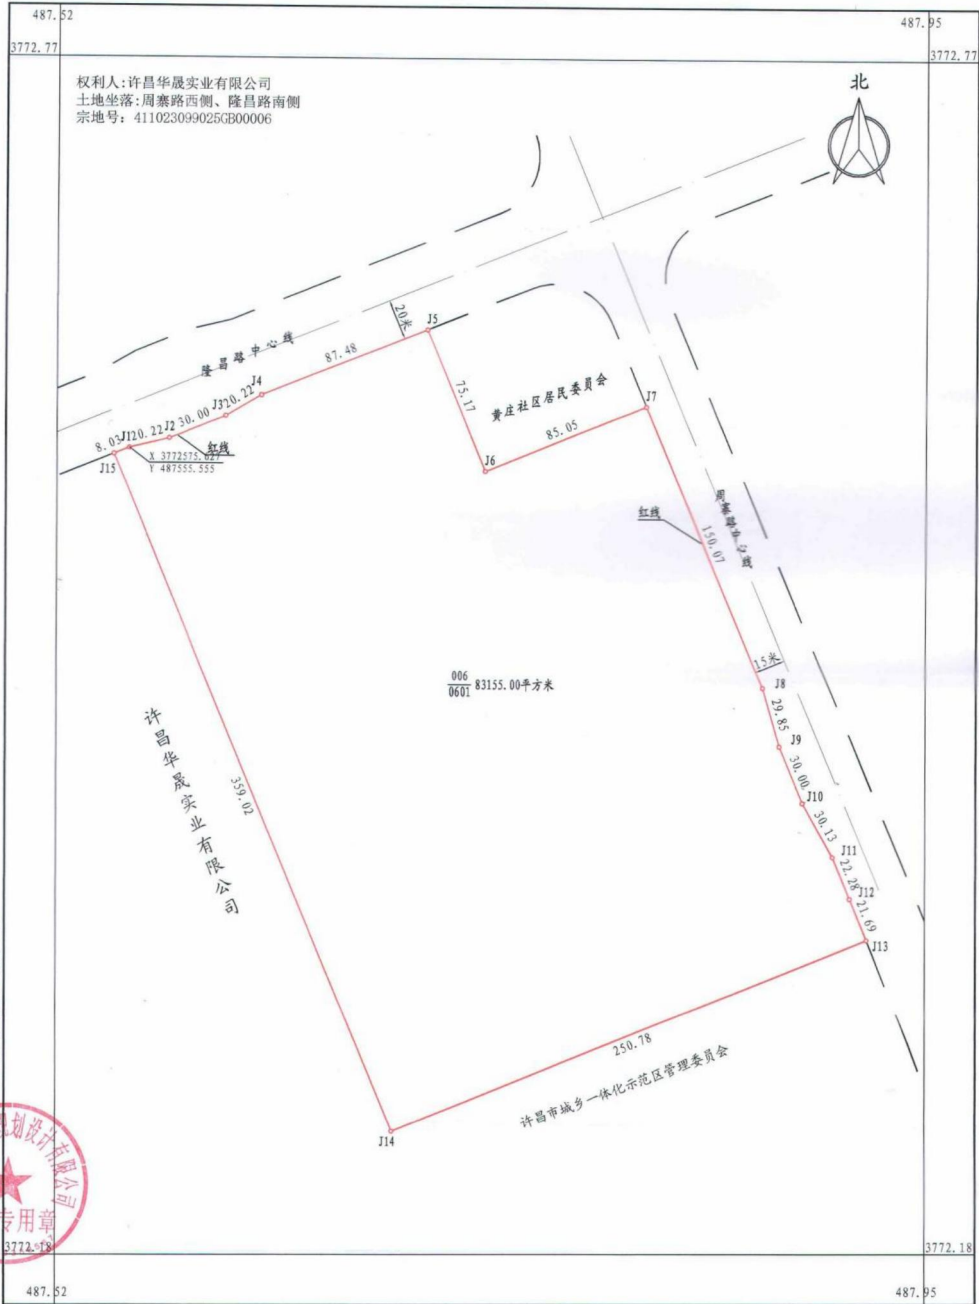 487.52
487.95
3772.77
3772.77
权利人:许昌华晟实业有限公司
土地坐落:周寨路西侧、隆昌路南侧
宗地号: 411023099025GB00006
北
20米
J5
隆昌路中心线
87.48
J4
75.17
黄庄社区居民委员会
J7
J3
20.22
30.00
J2
20.22
J1
8.03
红线
85.05
J15
X 3772575.627
Y 487555.555
J6
周寨路中心线
红线
150.07
15米
006
0601
83155.00平方米
J8
29.85
许昌华晟实业有限公司
J9
359.02
30.00
J10
30.13
J11
22.28
J12
21.69
J13
250.78
许昌市城乡一体化示范区管理委员会
J14
划设计有限公司
专用章
3772.18
3772.18
487.52
487.95